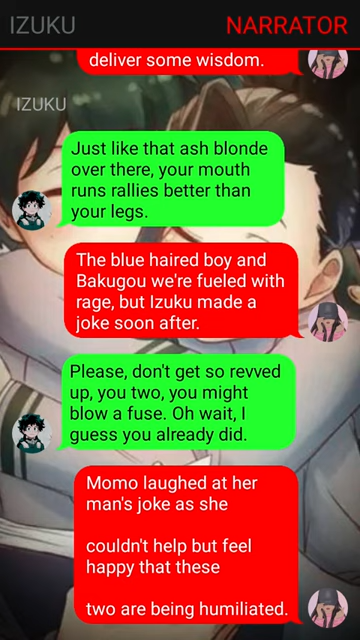 IZUKU NARRATOR
deliver some wisdom.
IZUKU
Just like that ash blonde
over there, your mouth
runs rallies better than
your legs.
The blue haired boy and
Bakugou we're fueled with
rage, but Izuku made a
joke soon after.
Please, don't get so revved
up, you two, you might
blow a fuse. Oh wait, I
guess you already did.
Momo laughed at her
man's joke as she
couldn't help but feel
happy that these
two are being humiliated.